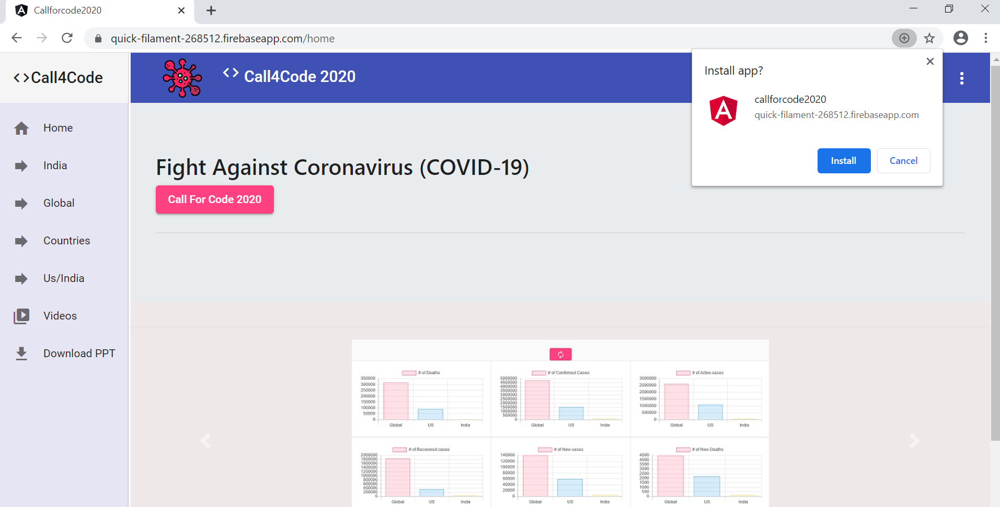 Callforcode2020
quick-filament-268512.firebaseapp.com/home
<>Call4Code
<> Call4Code 2020
Install app?
callforcode2020
quick-filament-268512.firebaseapp.com
Install
Cancel
Home
India
Global
Countries
Us/India
Videos
Download PPT
Fight Against Coronavirus (COVID-19)
Call For Code 2020
# of Deaths
350000
300000
250000
200000
150000
100000
50000
0
Global US India
# of Confirmed Cases
5000000
4500000
4000000
3500000
3000000
2500000
2000000
1500000
1000000
500000
0
Global US India
# of Active cases
3000000
2500000
2000000
1500000
1000000
500000
0
Global US India
# of Recovered cases
2000000
1800000
1600000
1400000
1200000
1000000
800000
600000
400000
200000
0
Global US India
# of New cases
140000
120000
100000
80000
60000
40000
20000
0
Global US India
# of New Deaths
4500
4000
3500
3000
2500
2000
1500
1000
500
0
Global US India